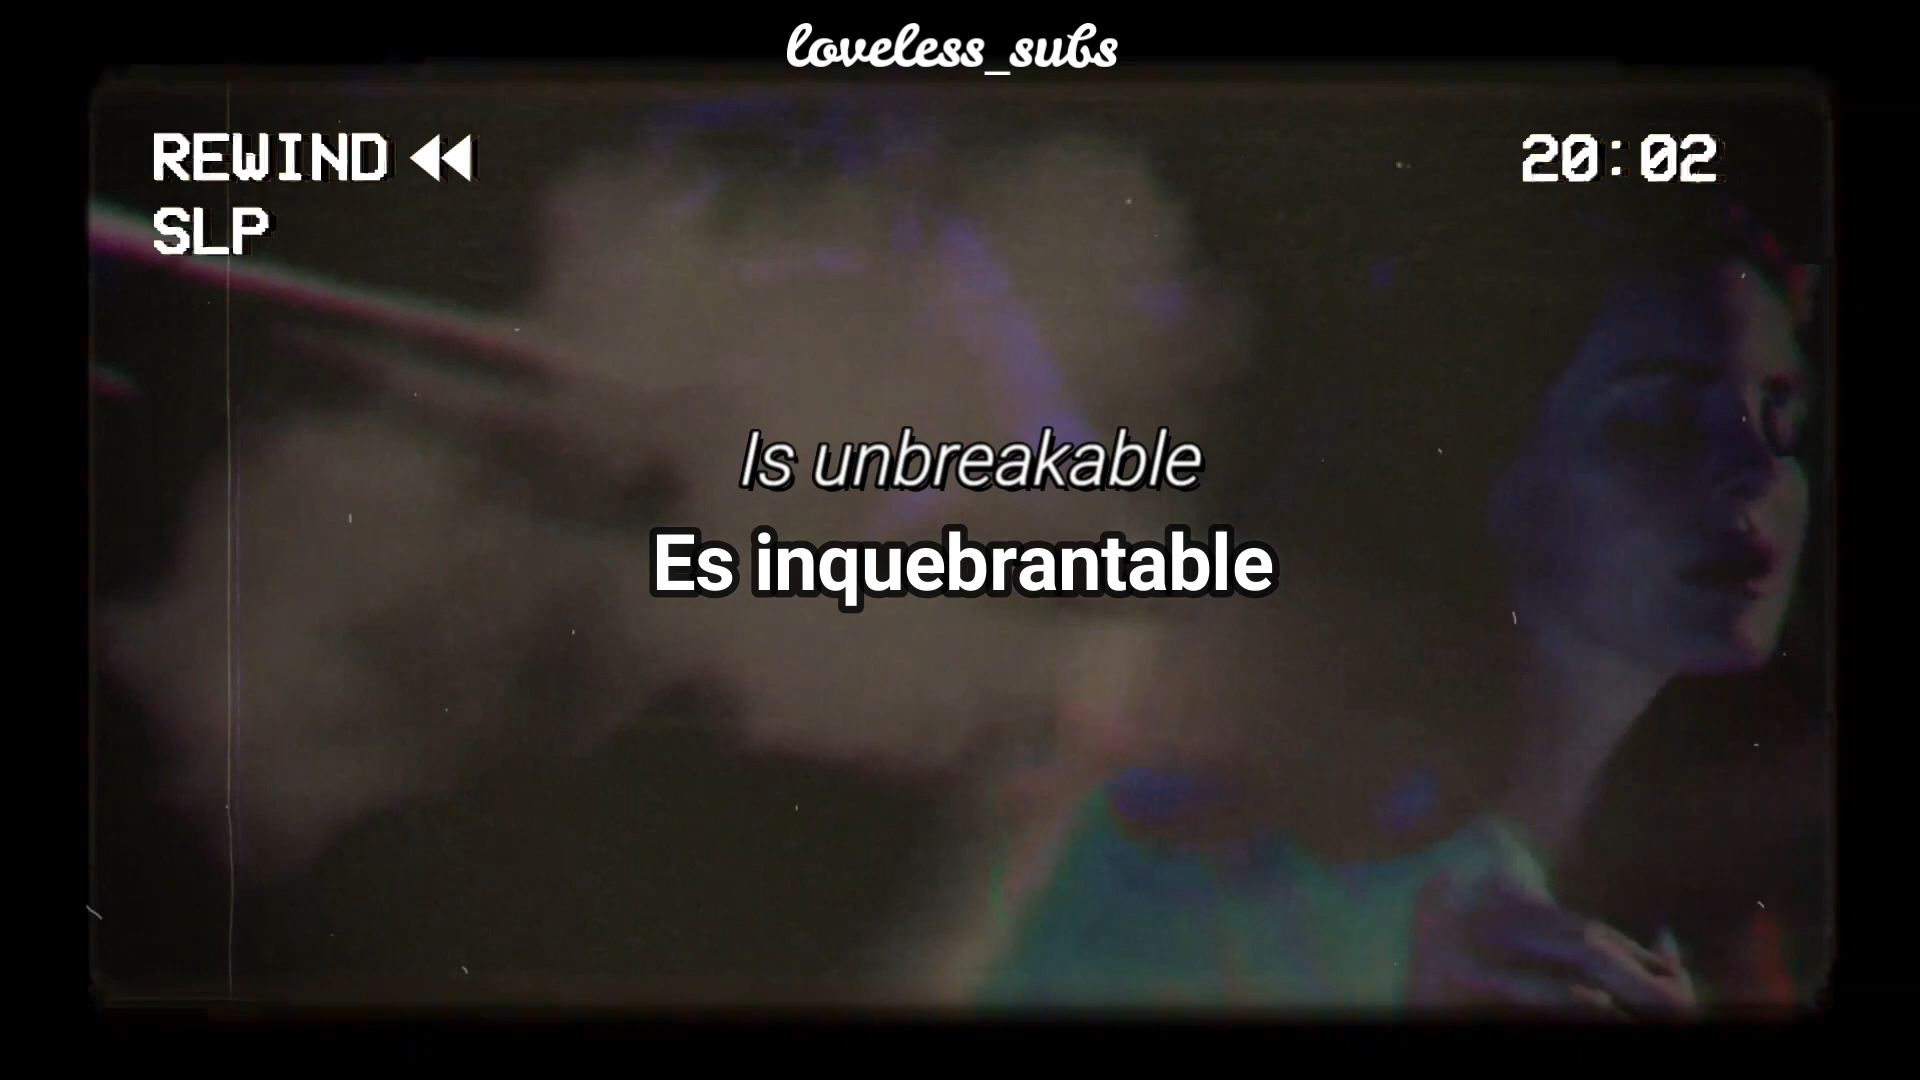 loveless_subs
REWIND
20:02
SLP
Is unbreakable
Es inquebrantable